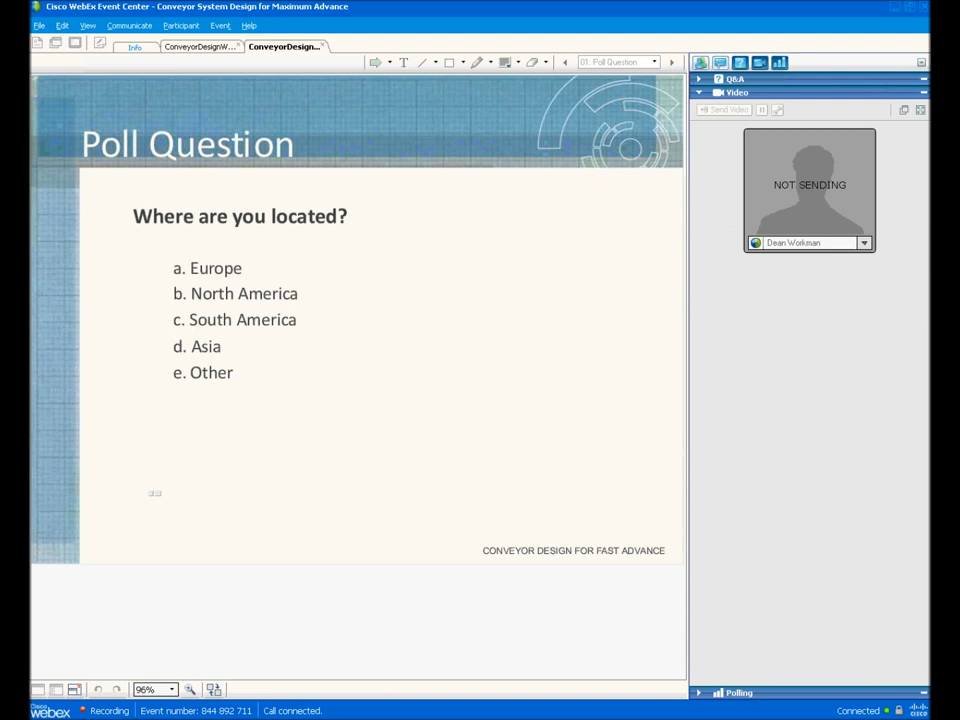 Cisco WebEx Event Center - Conveyor System Design for Maximum Advance
File Edit View Communicate Participant Event Help
Info ConveyorDesignW... ConveyorDesign...
T 01: Poll Question
Q&A
Video
Send Video
Poll Question
NOT SENDING
Dean Workman
Where are you located?
a. Europe
b. North America
c. South America
d. Asia
e. Other
CONVEYOR DESIGN FOR FAST ADVANCE
96%
Polling
Cisco webex Recording Event number: 844 892 711 Call connected. Connected CISCO